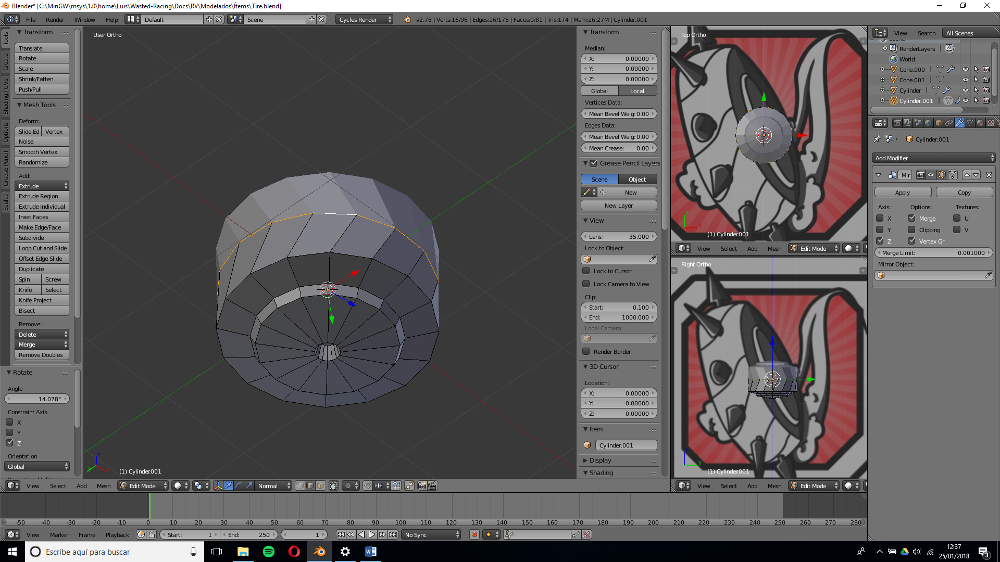 Blender* [C:\MinGW\msys\1.0\home\Luis\Wasted-Racing\Docs\RV\Modelados\Ítems\Tire.blend]
File Render Window Help Default Scene Cycles Render v2.78 | Verts:16/96 | Edges:16/176 | Faces:0/81 | Tris:174 | Mem:16.27M | Cylinder.001
Tools
Create
Shading / UVs
Options
Grease Pencil
Sculpt
Transform
Translate
Rotate
Scale
Shrink/Fatten
Push/Pull
Mesh Tools
Deform:
Slide Ed Vertex
Noise
Smooth Vertex
Randomize
Add:
Extrude
Extrude Region
Extrude Individual
Inset Faces
Make Edge/Face
Subdivide
Loop Cut and Slide
Offset Edge Slide
Duplicate
Spin Screw
Knife Select
Knife Project
Bisect
Remove:
Delete
Merge
Remove Doubles
Rotate
Angle
14.078°
Constraint Axis
X
Y
Z
Orientation
Global
User Ortho
(1) Cylinder.001
View Select Add Mesh Edit Mode Normal
Transform
Median:
X: 0.00000
Y: 0.00000
Z: 0.00000
Global Local
Vertices Data:
Mean Bevel Weig: 0.00
Edges Data:
Mean Bevel Weig: 0.00
Mean Crease: 0.00
Grease Pencil Layers
Scene Object
New
New Layer
View
Lens: 35.000
Lock to Object:
Lock to Cursor
Lock Camera to View
Clip:
Start: 0.100
End: 1000.000
Local Camera:
Render Border
3D Cursor
Location:
X: 0.00000
Y: 0.00000
Z: 0.00000
Item
Cylinder.001
Display
Shading
Top Ortho
(1) Cylinder.001
View Select Add Mesh Edit Mode
Right Ortho
(1) Cylinder.001
View Select Add Mesh Edit Mode
View Search All Scenes
RenderLayers
World
Cone.000
Cone.001
Cylinder
Cylinder.001
Cylinder.001
Add Modifier
Mir
Apply Copy
Axis: Options: Textures:
X Merge U
Y Clipping V
Z Vertex Gr
Merge Limit: 0.001000
Mirror Object:
-50 -40 -30 -20 -10 0 10 20 30 40 50 60 70 80 90 100 110 120 130 140 150 160 170 180 190 200 210 220 230 240 250 260 270 280
View Marker Frame Playback Start: 1 End: 250 1 No Sync
Escribe aquí para buscar
12:37
25/01/2018
3